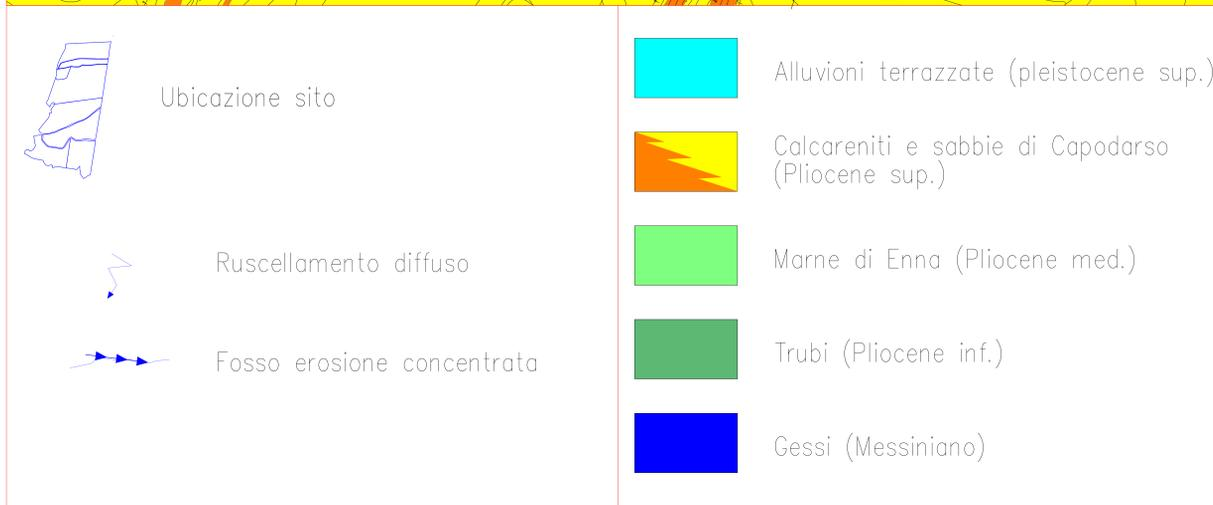 Ubicazione sito
Ruscellamento diffuso
Fosso erosione concentrata
Alluvioni terrazzate (pleistocene sup.)
Calcareniti e sabbie di Capodarso
(Pliocene sup.)
Marne di Enna (Pliocene med.)
Trubi (Pliocene inf.)
Gessi (Messiniano)